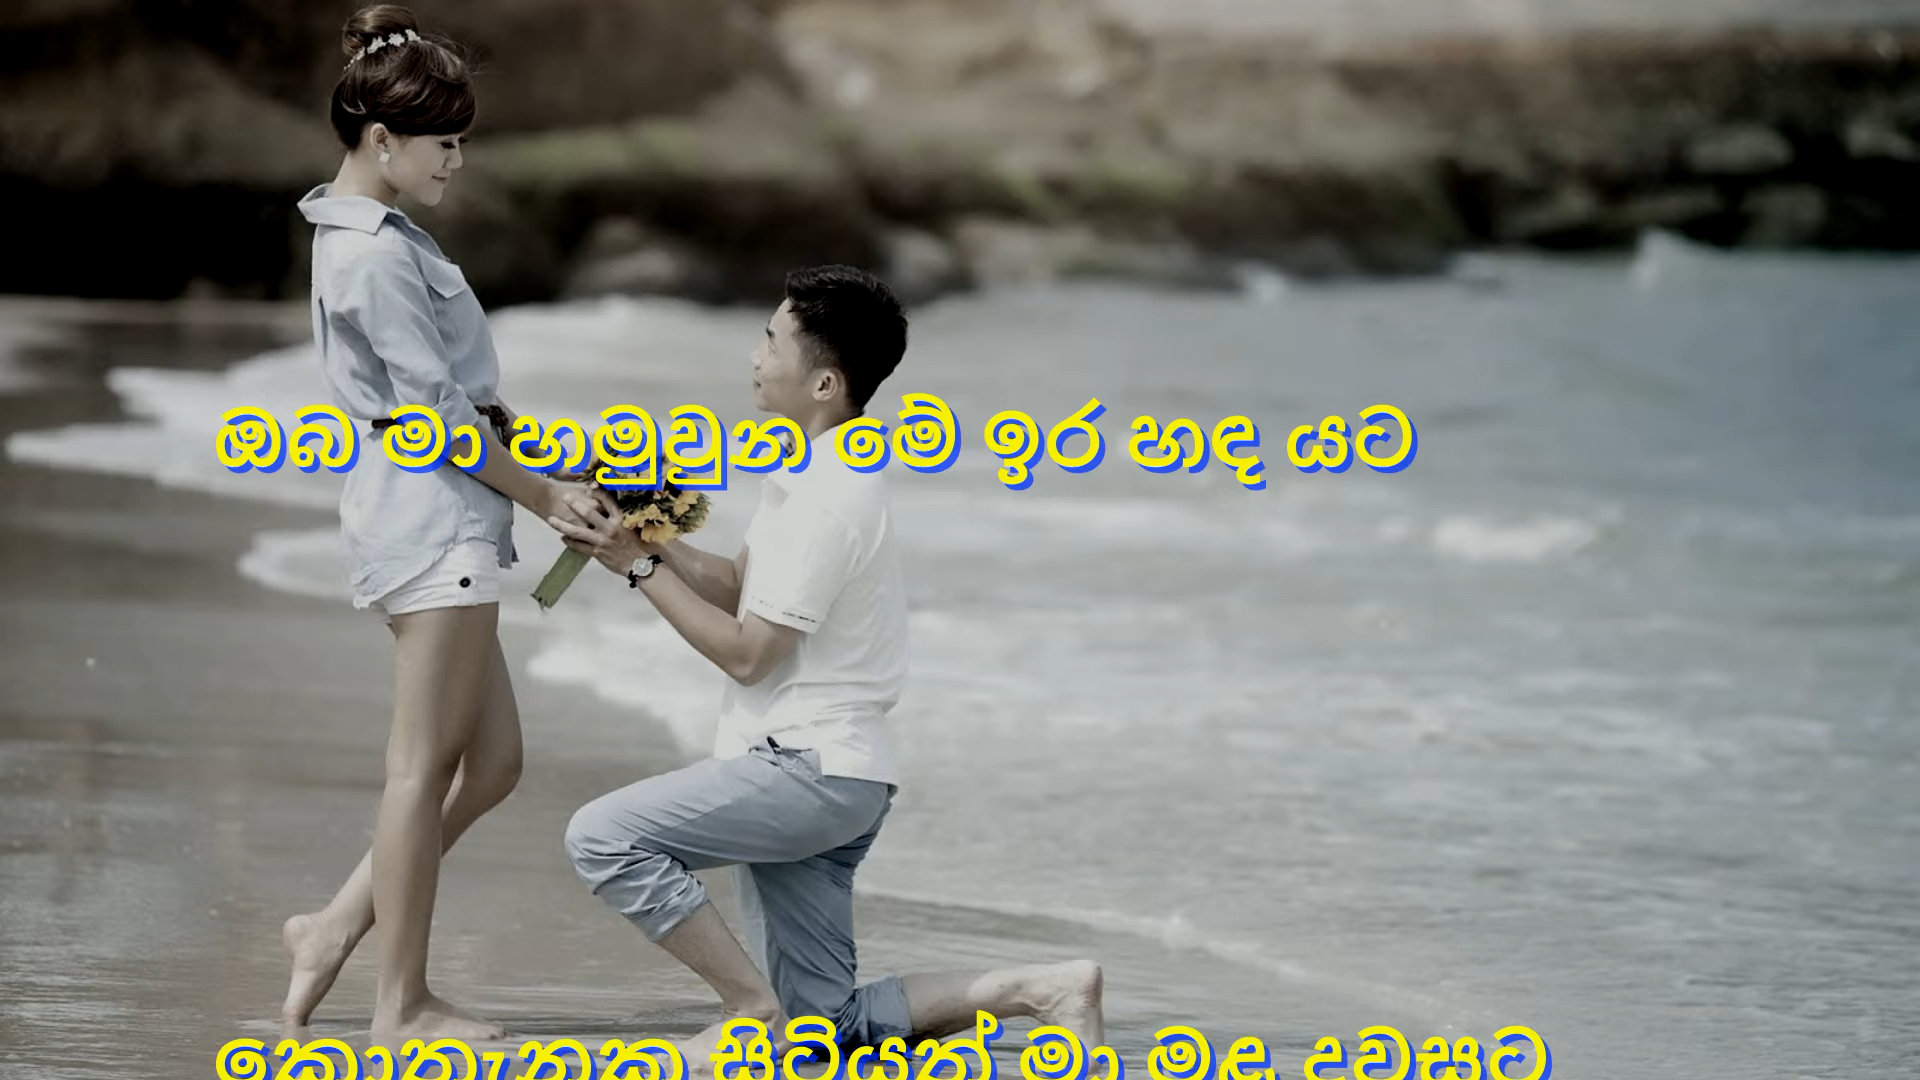 ඔබ මා හමුවුන මේ ඉර හඳ යට
කොතැනක සිටියත් මා මළ දවසට